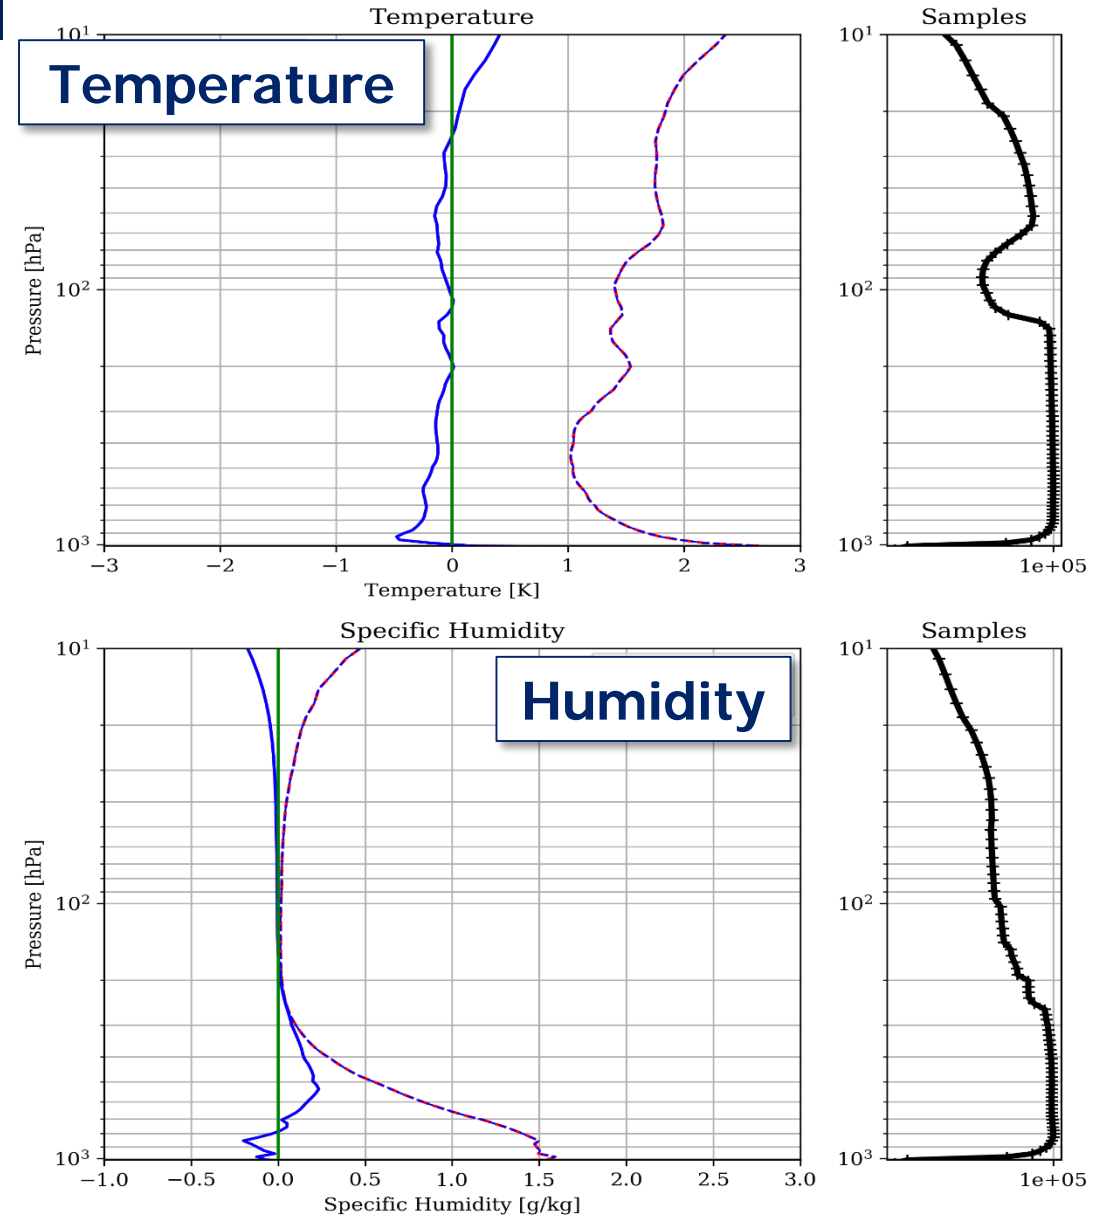 Temperature
Samples
Temperature
10¹
10²
10³
Pressure [hPa]
−3 −2 −1 0 1 2 3
Temperature [K]
10¹
10²
10³
1e+05
Specific Humidity
Samples
Humidity
10¹
10²
10³
Pressure [hPa]
−1.0 −0.5 0.0 0.5 1.0 1.5 2.0 2.5 3.0
Specific Humidity [g/kg]
10¹
10²
10³
1e+05